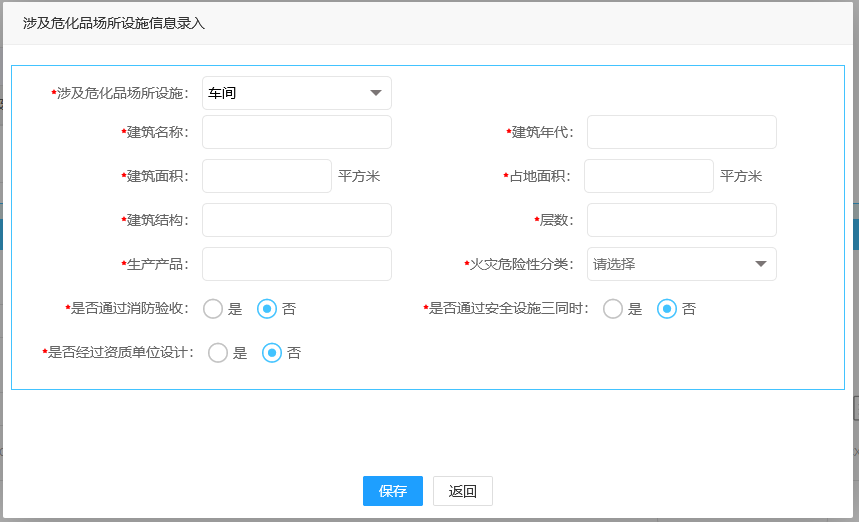 涉及危化品场所设施信息录入
*涉及危化品场所设施： 车间
*建筑名称： *建筑年代：
*建筑面积： 平方米 *占地面积： 平方米
*建筑结构： *层数：
*生产产品： *火灾危险性分类： 请选择
*是否通过消防验收： 是 否 *是否通过安全设施三同时： 是 否
*是否经过资质单位设计： 是 否
保存 返回